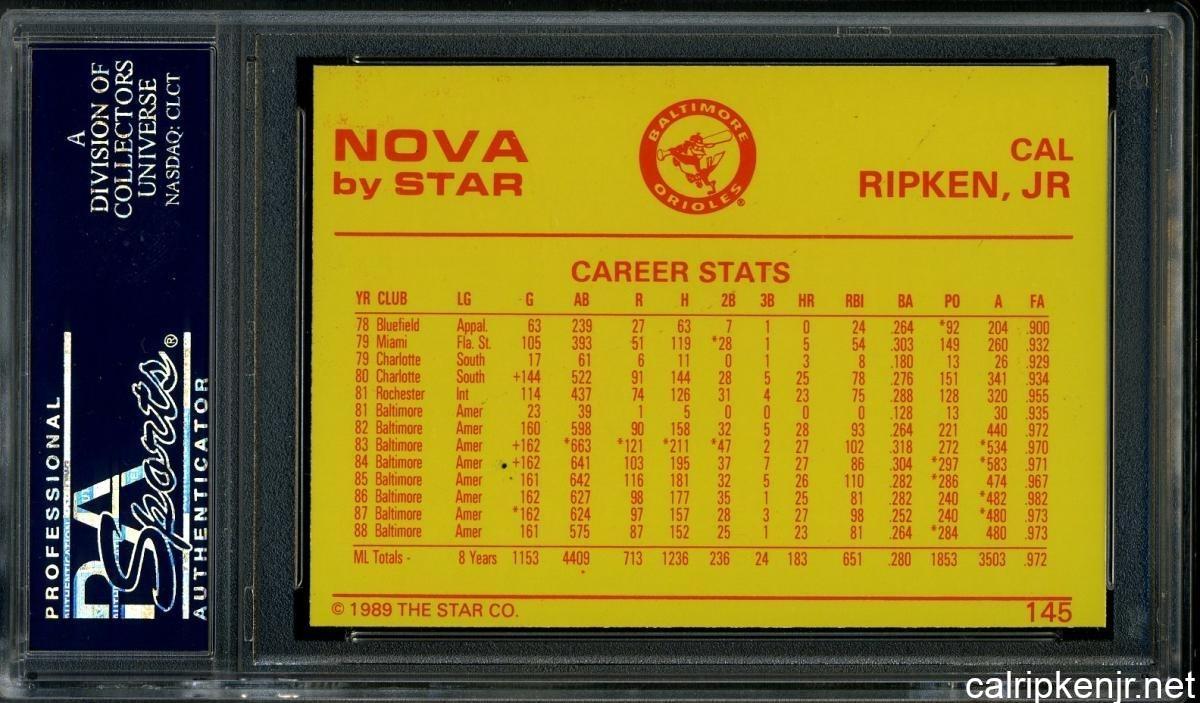 A
DIVISION OF
COLLECTORS
UNIVERSE
NASDAQ: CLCT
PROFESSIONAL
PSA
Sports®
AUTHENTICATOR
NOVA
by STAR
BALTIMORE
ORIOLES®
CAL
RIPKEN, JR
CAREER STATS
YR CLUB LG G AB R H 2B 3B HR RBI BA PO A FA
78 Bluefield Appal. 63 239 27 63 7 1 0 24 .264 *92 204 .900
79 Miami Fla. St. 105 393 51 119 *28 1 5 54 .303 149 260 .932
79 Charlotte South 17 61 6 11 0 1 3 8 .180 13 26 .929
80 Charlotte South +144 522 91 144 28 5 25 78 .276 151 341 .934
81 Rochester Int 114 437 74 126 31 4 23 75 .288 128 320 .955
81 Baltimore Amer 23 39 1 5 0 0 0 0 .128 13 30 .935
82 Baltimore Amer 160 598 90 158 32 5 28 93 .264 221 440 .972
83 Baltimore Amer +162 *663 *121 *211 *47 2 27 102 .318 272 *534 .970
84 Baltimore Amer +162 641 103 195 37 7 27 86 .304 *297 *583 .971
85 Baltimore Amer 161 642 116 181 32 5 26 110 .282 *286 474 .967
86 Baltimore Amer 162 627 98 177 35 1 25 81 .282 240 *482 .982
87 Baltimore Amer *162 624 97 157 28 3 27 98 .252 240 *480 .973
88 Baltimore Amer 161 575 87 152 25 1 23 81 .264 *284 480 .973
ML Totals - 8 Years 1153 4409 713 1236 236 24 183 651 .280 1853 3503 .972
© 1989 THE STAR CO. 145
calripkenjr.net